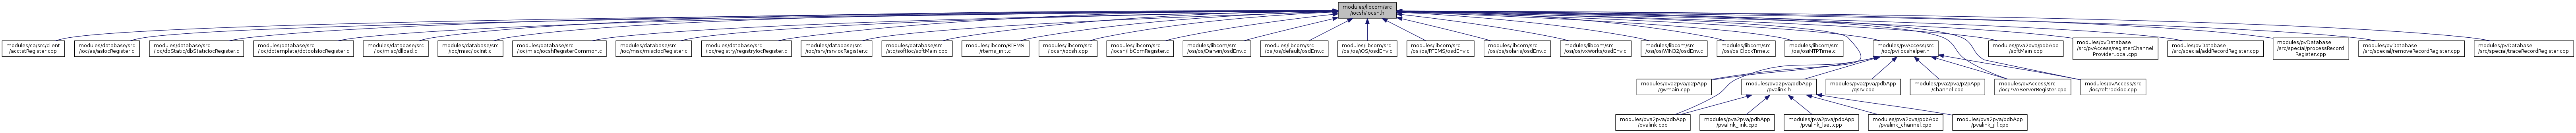 modules/libcom/src
/iocsh/iocsh.h
modules/ca/src/client
/acctstRegister.cpp
modules/database/src
/ioc/as/asIocRegister.c
modules/database/src
/ioc/dbStatic/dbStaticIocRegister.c
modules/database/src
/ioc/dbtemplate/dbtoolsIocRegister.c
modules/database/src
/ioc/misc/dlload.c
modules/database/src
/ioc/misc/iocInit.c
modules/database/src
/ioc/misc/iocshRegisterCommon.c
modules/database/src
/ioc/misc/miscIocRegister.c
modules/database/src
/ioc/registry/registryIocRegister.c
modules/database/src
/ioc/rsrv/rsrvIocRegister.c
modules/database/src
/std/softIoc/softMain.cpp
modules/libcom/RTEMS
/rtems_init.c
modules/libcom/src
/iocsh/iocsh.cpp
modules/libcom/src
/iocsh/libComRegister.c
modules/libcom/src
/osi/os/Darwin/osdEnv.c
modules/libcom/src
/osi/os/default/osdEnv.c
modules/libcom/src
/osi/os/iOS/osdEnv.c
modules/libcom/src
/osi/os/RTEMS/osdEnv.c
modules/libcom/src
/osi/os/solaris/osdEnv.c
modules/libcom/src
/osi/os/vxWorks/osdEnv.c
modules/libcom/src
/osi/os/WIN32/osdEnv.c
modules/libcom/src
/osi/osiClockTime.c
modules/libcom/src
/osi/osiNTPTime.c
modules/pvAccess/src
/ioc/pv/iocshelper.h
modules/pva2pva/pdbApp
/softMain.cpp
modules/pvDatabase
/src/pvAccess/registerChannel
ProviderLocal.cpp
modules/pvDatabase
/src/special/addRecordRegister.cpp
modules/pvDatabase
/src/special/processRecord
Register.cpp
modules/pvDatabase
/src/special/removeRecordRegister.cpp
modules/pvDatabase
/src/special/traceRecordRegister.cpp
modules/pva2pva/p2pApp
/gwmain.cpp
modules/pva2pva/pdbApp
/pvalink.h
modules/pva2pva/pdbApp
/qsrv.cpp
modules/pva2pva/p2pApp
/channel.cpp
modules/pvAccess/src
/ioc/PVAServerRegister.cpp
modules/pvAccess/src
/ioc/reftrackioc.cpp
modules/pva2pva/pdbApp
/pvalink.cpp
modules/pva2pva/pdbApp
/pvalink_link.cpp
modules/pva2pva/pdbApp
/pvalink_lset.cpp
modules/pva2pva/pdbApp
/pvalink_channel.cpp
modules/pva2pva/pdbApp
/pvalink_jlif.cpp